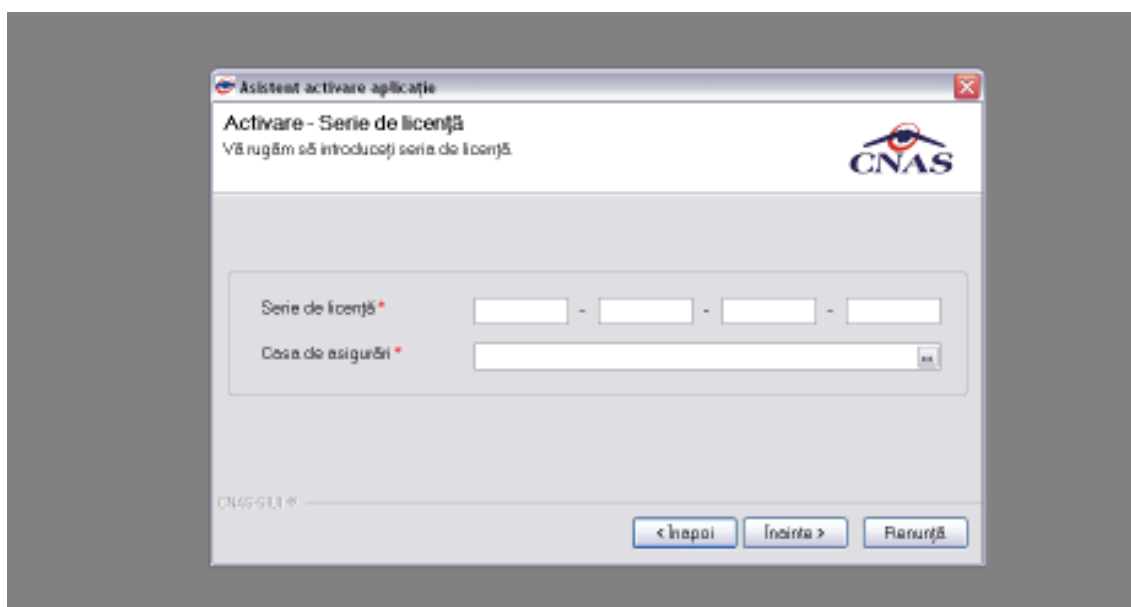 Asistent activare aplicație
Activare - Serie de licență
Vă rugăm să introduceți seria de licență.
CNAS
Serie de licență *
- - -
Casa de asigurări *
...
CNAS-SIUI ©
< Înapoi
Înainte >
Renunță